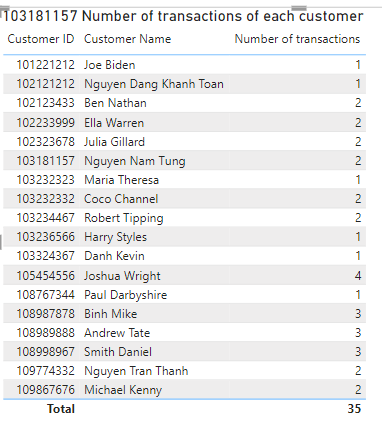 103181157 Number of transactions of each customer
Customer ID Customer Name Number of transactions
101221212 Joe Biden 1
102121212 Nguyen Dang Khanh Toan 1
102123433 Ben Nathan 2
102233999 Ella Warren 2
102323678 Julia Gillard 2
103181157 Nguyen Nam Tung 2
103232323 Maria Theresa 1
103232332 Coco Channel 2
103234467 Robert Tipping 2
103236566 Harry Styles 1
103324367 Danh Kevin 1
105454556 Joshua Wright 4
108767344 Paul Darbyshire 1
108987878 Binh Mike 3
108989888 Andrew Tate 3
108998967 Smith Daniel 3
109774332 Nguyen Tran Thanh 2
109867676 Michael Kenny 2
Total 35